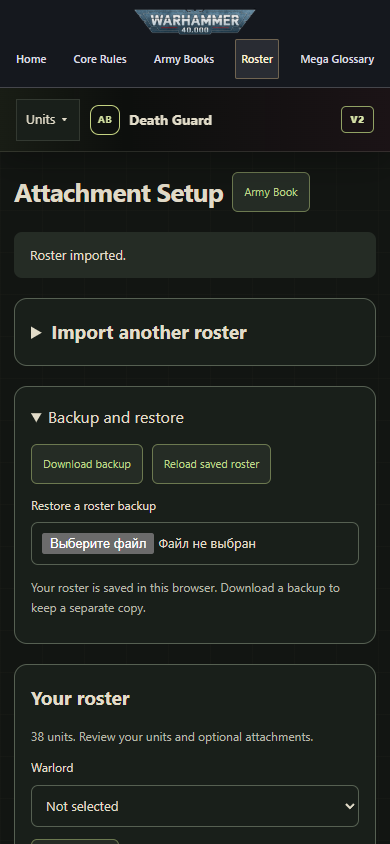 WARHAMMER
40,000
Home
Core Rules
Army Books
Roster
Mega Glossary
Units
AB
Death Guard
V2
Attachment Setup
Army Book
Roster imported.
Import another roster
Backup and restore
Download backup
Reload saved roster
Restore a roster backup
Выберите файл Файл не выбран
Your roster is saved in this browser. Download a backup to
keep a separate copy.
Your roster
38 units. Review your units and optional attachments.
Warlord
Not selected